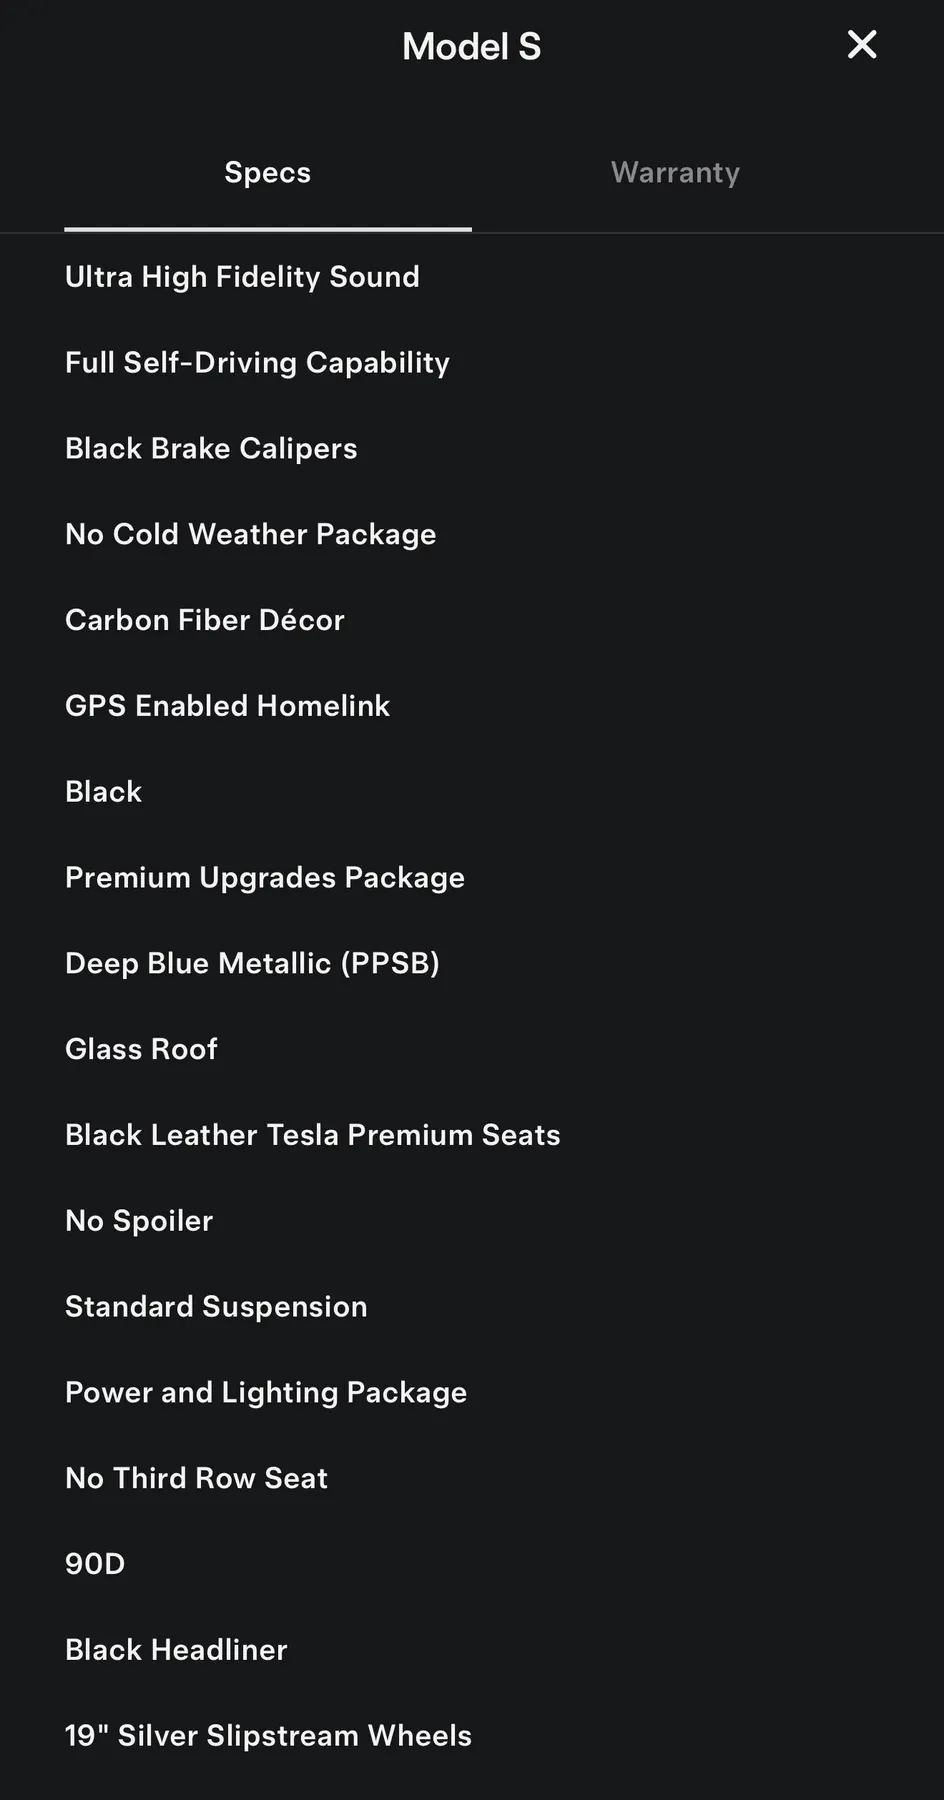 Model S
Specs
Warranty
Ultra High Fidelity Sound
Full Self-Driving Capability
Black Brake Calipers
No Cold Weather Package
Carbon Fiber Décor
GPS Enabled Homelink
Black
Premium Upgrades Package
Deep Blue Metallic (PPSB)
Glass Roof
Black Leather Tesla Premium Seats
No Spoiler
Standard Suspension
Power and Lighting Package
No Third Row Seat
90D
Black Headliner
19" Silver Slipstream Wheels